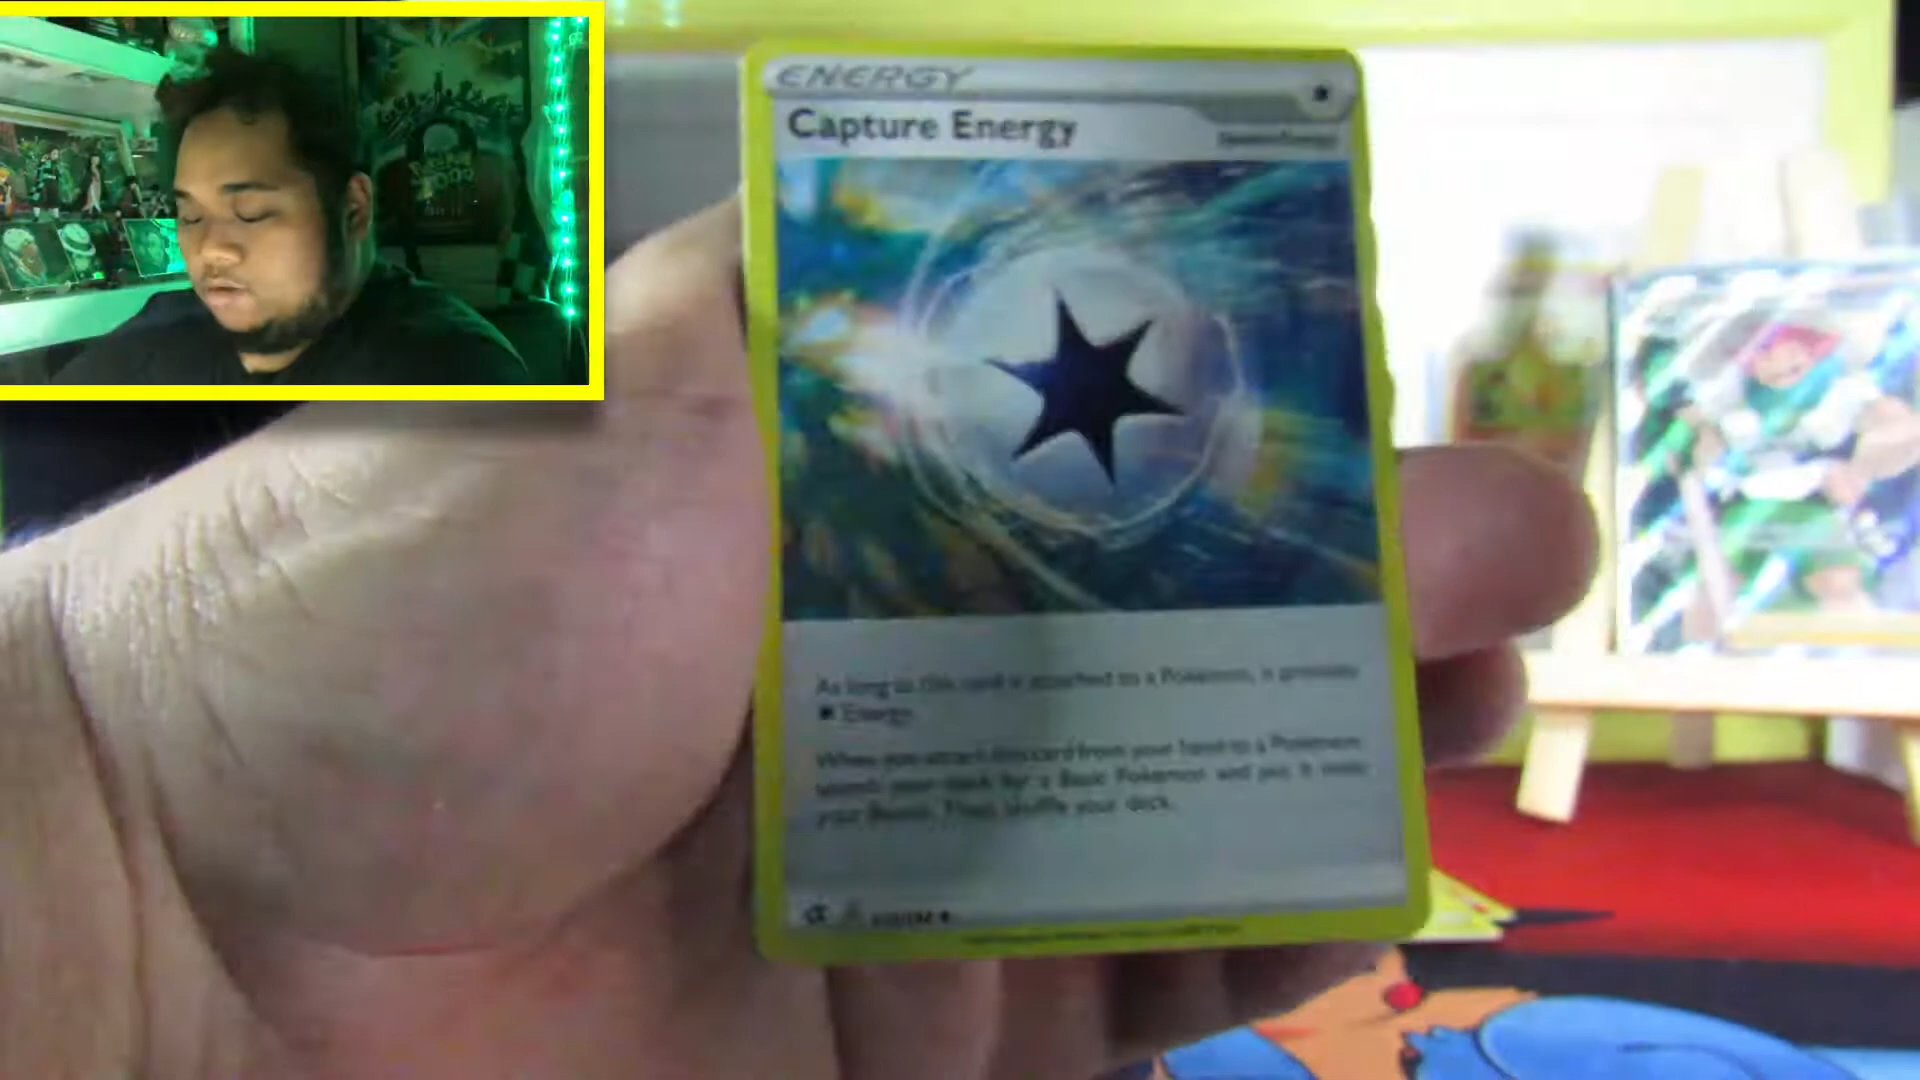 ENERGY
Capture Energy
Special Energy
As long as this card is attached to a Pokémon, it provides
Energy.
When you attach this card from your hand to a Pokémon,
search your deck for a Basic Pokémon and put it onto
your Bench. Then, shuffle your deck.